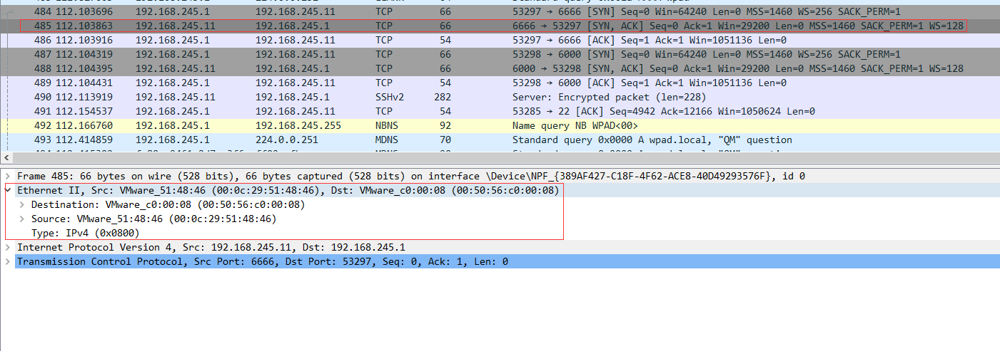 484 112.103696 192.168.245.1 192.168.245.11 TCP 66 53297 → 6666 [SYN] Seq=0 Win=64240 Len=0 MSS=1460 WS=256 SACK_PERM=1
485 112.103863 192.168.245.11 192.168.245.1 TCP 66 6666 → 53297 [SYN, ACK] Seq=0 Ack=1 Win=29200 Len=0 MSS=1460 SACK_PERM=1 WS=128
486 112.103916 192.168.245.1 192.168.245.11 TCP 54 53297 → 6666 [ACK] Seq=1 Ack=1 Win=1051136 Len=0
487 112.104319 192.168.245.1 192.168.245.11 TCP 66 53298 → 6000 [SYN] Seq=0 Win=64240 Len=0 MSS=1460 WS=256 SACK_PERM=1
488 112.104395 192.168.245.11 192.168.245.1 TCP 66 6000 → 53298 [SYN, ACK] Seq=0 Ack=1 Win=29200 Len=0 MSS=1460 SACK_PERM=1 WS=128
489 112.104431 192.168.245.1 192.168.245.11 TCP 54 53298 → 6000 [ACK] Seq=1 Ack=1 Win=1051136 Len=0
490 112.113919 192.168.245.11 192.168.245.1 SSHv2 282 Server: Encrypted packet (len=228)
491 112.154537 192.168.245.1 192.168.245.11 TCP 54 53285 → 22 [ACK] Seq=4942 Ack=12166 Win=1050624 Len=0
492 112.166760 192.168.245.1 192.168.245.255 NBNS 92 Name query NB WPAD<00>
493 112.414859 192.168.245.1 224.0.0.251 MDNS 70 Standard query 0x0000 A wpad.local, "QM" question
Frame 485: 66 bytes on wire (528 bits), 66 bytes captured (528 bits) on interface \Device\NPF_{389AF427-C18F-4F62-ACE8-40D49293576F}, id 0
Ethernet II, Src: VMware_51:48:46 (00:0c:29:51:48:46), Dst: VMware_c0:00:08 (00:50:56:c0:00:08)
Destination: VMware_c0:00:08 (00:50:56:c0:00:08)
Source: VMware_51:48:46 (00:0c:29:51:48:46)
Type: IPv4 (0x0800)
Internet Protocol Version 4, Src: 192.168.245.11, Dst: 192.168.245.1
Transmission Control Protocol, Src Port: 6666, Dst Port: 53297, Seq: 0, Ack: 1, Len: 0